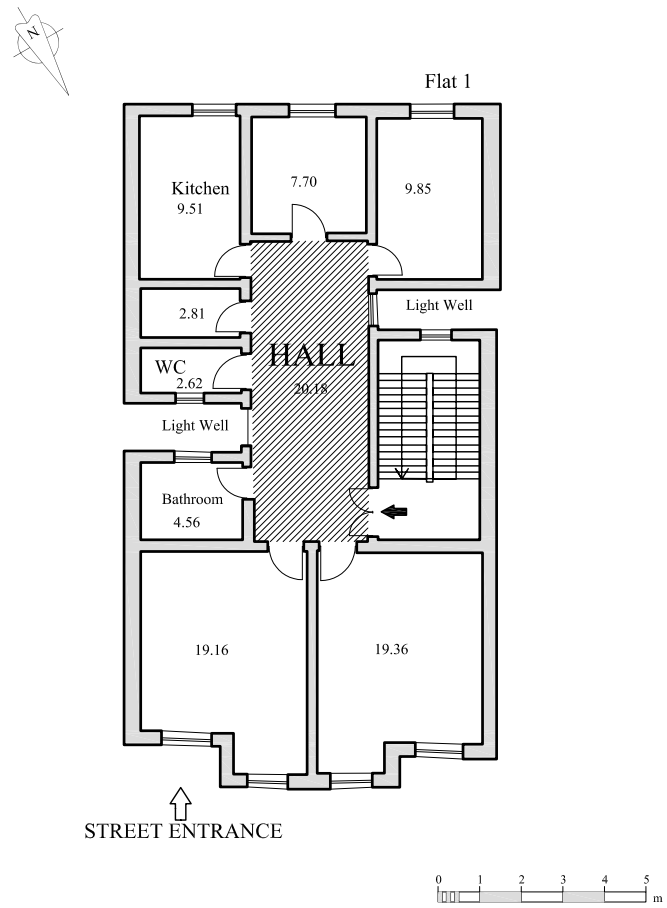 N
Flat 1
Kitchen
9.51
7.70
9.85
2.81
Light Well
HALL
20.18
WC
2.62
Light Well
Bathroom
4.56
19.16
19.36
STREET ENTRANCE
0 1 2 3 4 5
m